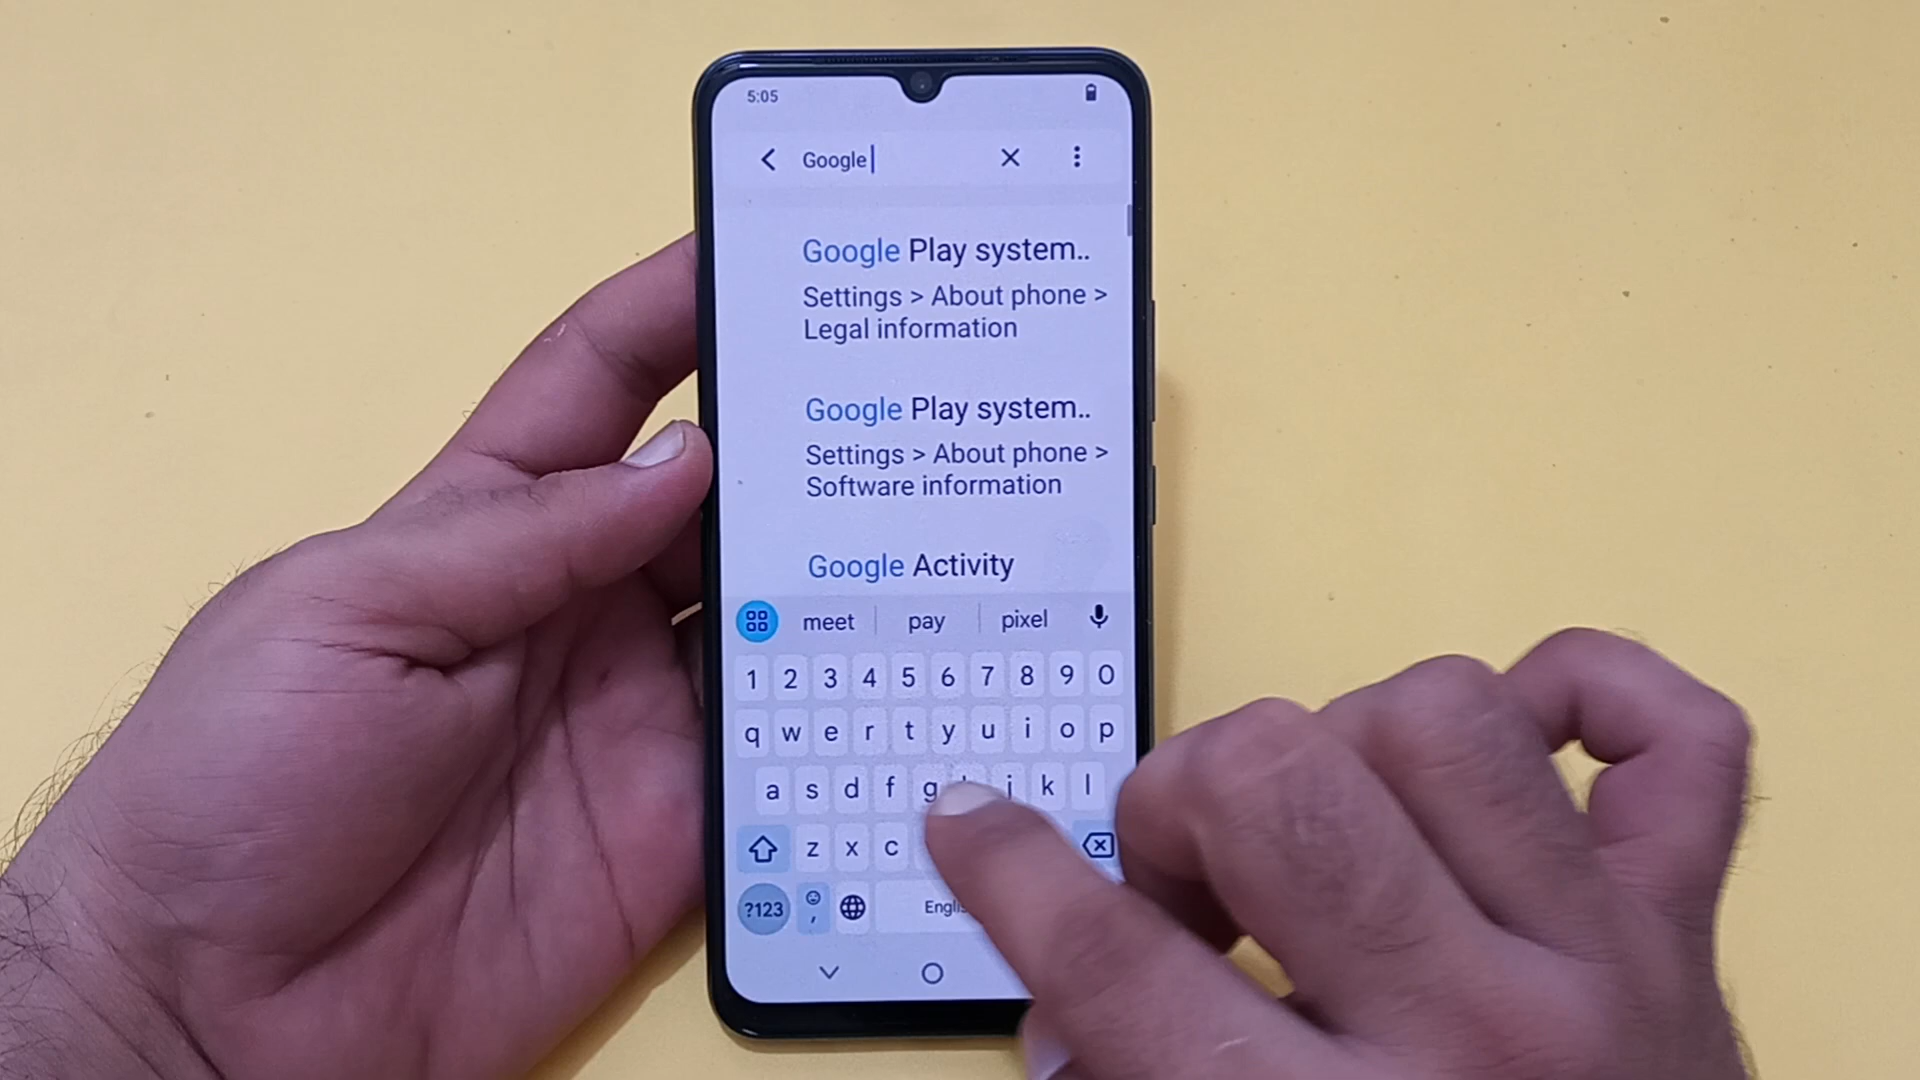 5:05
Google
Google Play system..
Settings > About phone >
Legal information
Google Play system..
Settings > About phone >
Software information
Google Activity
meet pay pixel
1 2 3 4 5 6 7 8 9 0
q w e r t y u i o p
a s d f g j k l
z x c
?123 ,